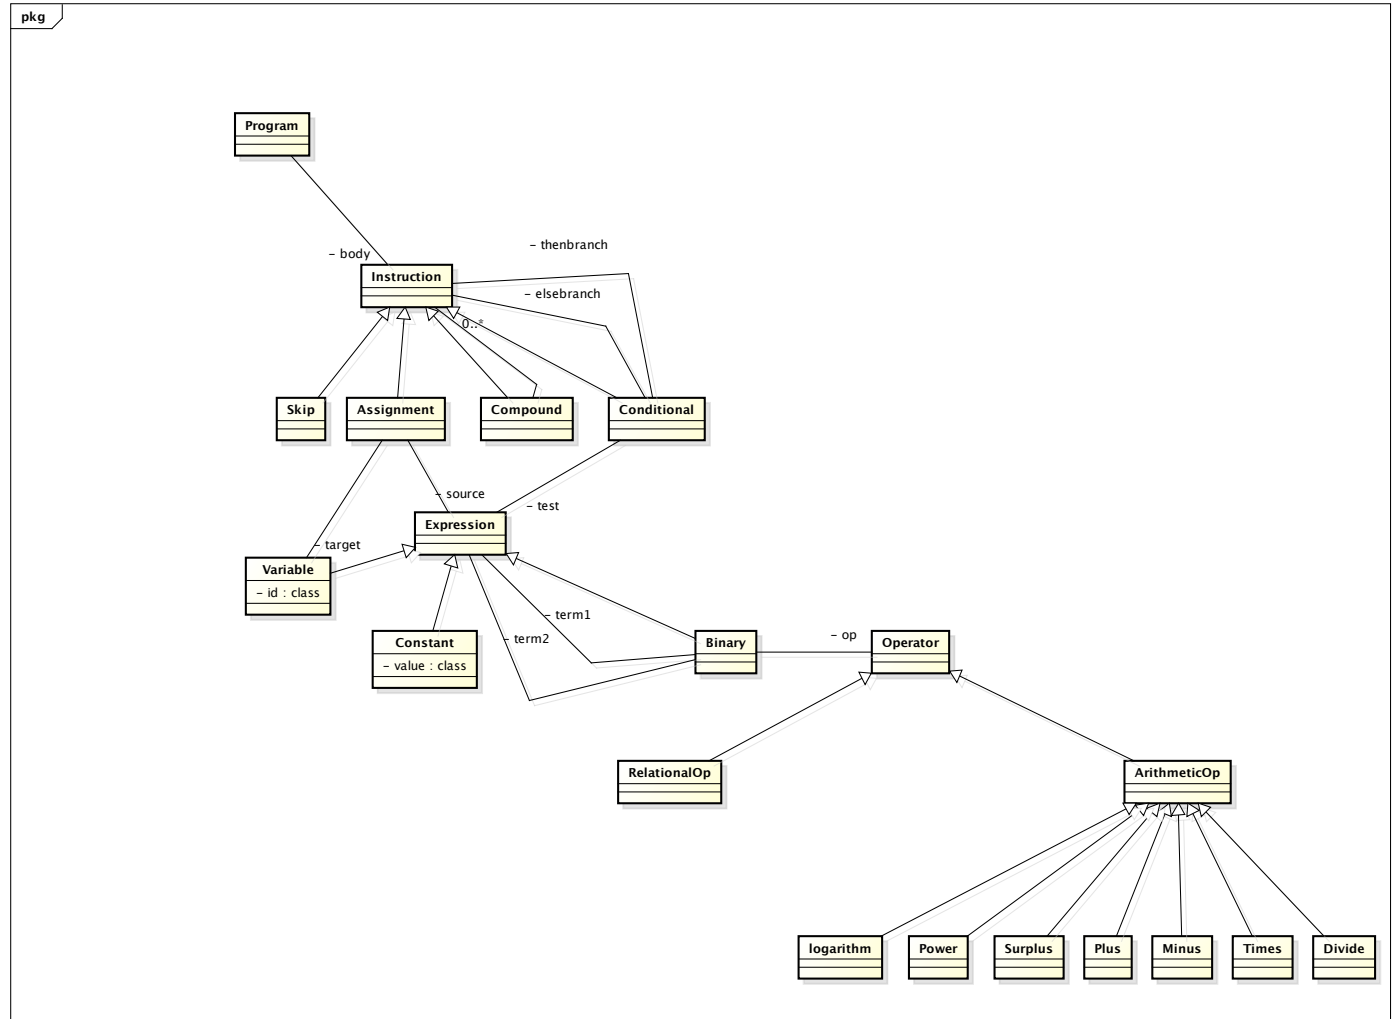 pkg
Program
- body
- thenbranch
Instruction
- elsebranch
0..*
Skip
Assignment
Compound
Conditional
- source
- test
Expression
- target
Variable
- id : class
- term1
- term2
Constant
- value : class
Binary
- op
Operator
RelationalOp
ArithmeticOp
logarithm
Power
Surplus
Plus
Minus
Times
Divide